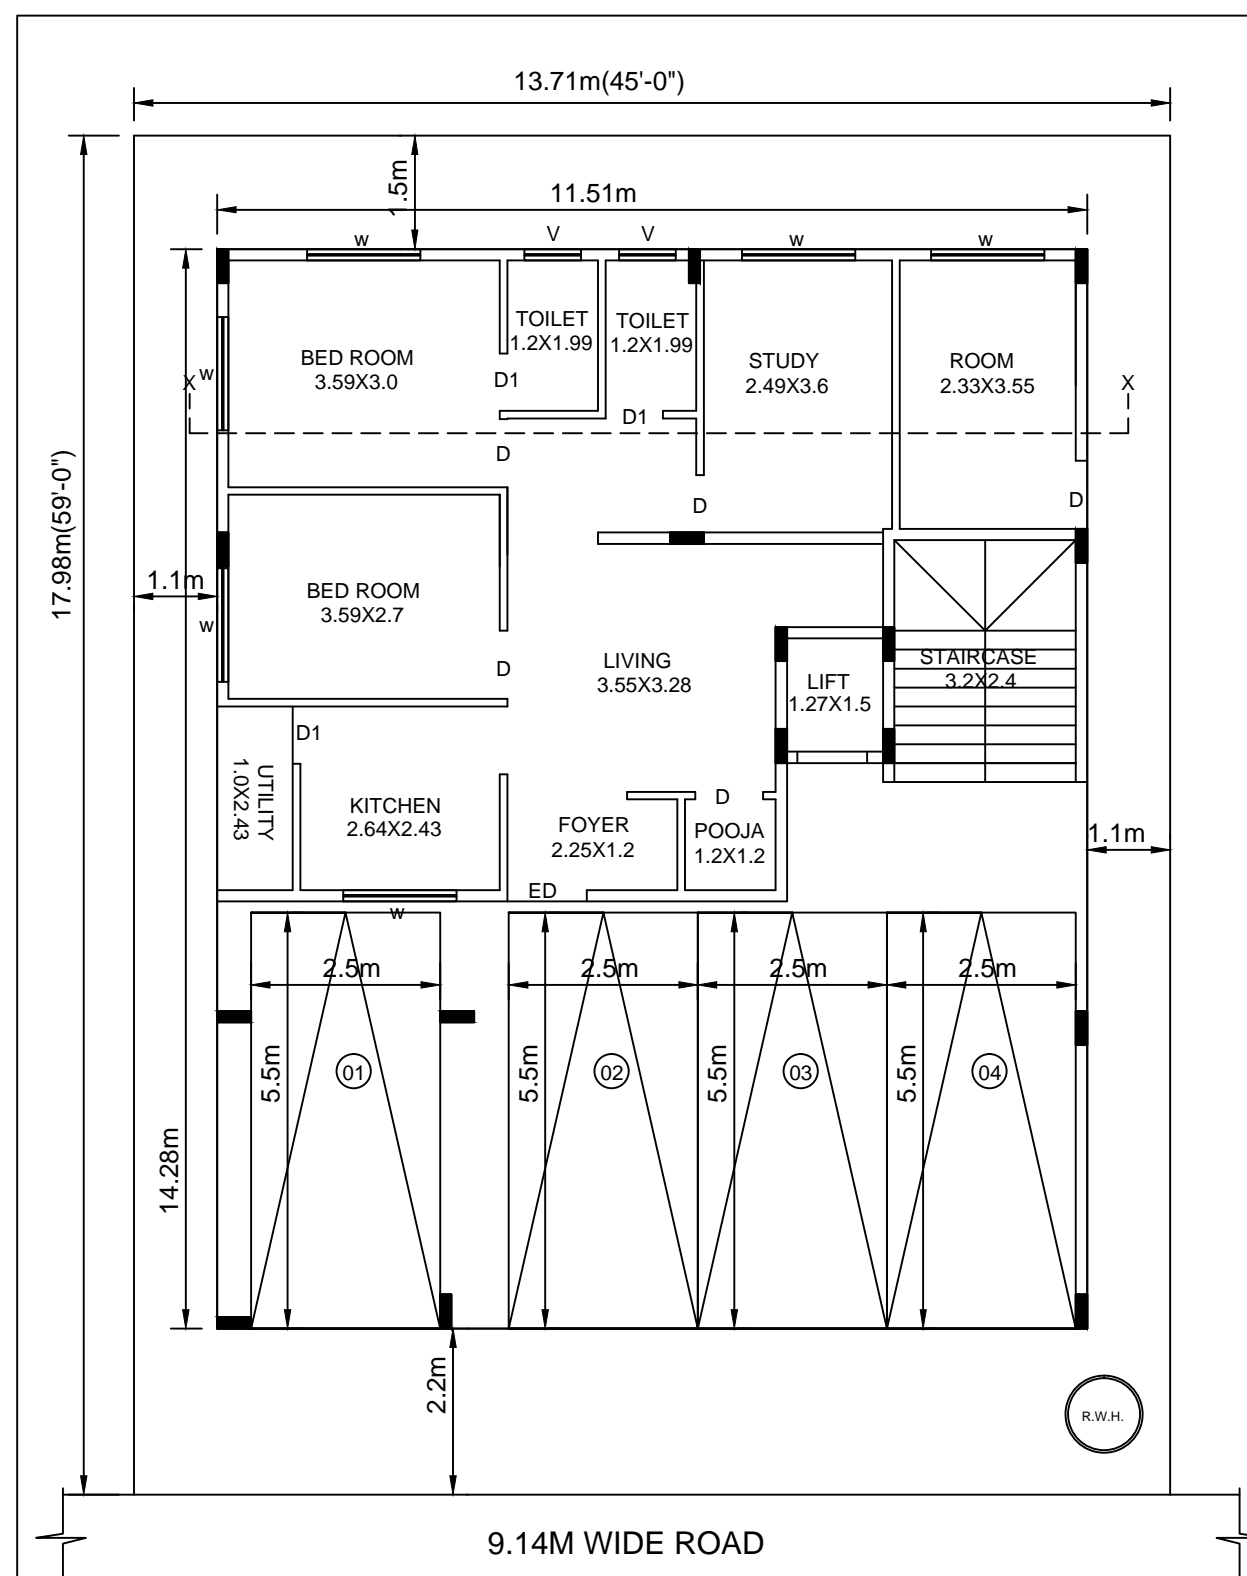 13.71m(45'-0")
1.5m
11.51m
w
V
V
w
w
TOILET
1.2X1.99
TOILET
1.2X1.99
BED ROOM
3.59X3.0
STUDY
2.49X3.6
ROOM
2.33X3.55
w
X
X
D1
D1
D
D
D
17.98m(59'-0")
1.1m
BED ROOM
3.59X2.7
w
D
LIVING
3.55X3.28
LIFT
1.27X1.5
STAIRCASE
3.2X2.4
D1
UTILITY
1.0X2.43
KITCHEN
2.64X2.43
FOYER
2.25X1.2
D
POOJA
1.2X1.2
1.1m
ED
w
2.5m
2.5m
2.5m
2.5m
5.5m
01
5.5m
02
5.5m
03
5.5m
04
14.28m
2.2m
R.W.H.
9.14M WIDE ROAD